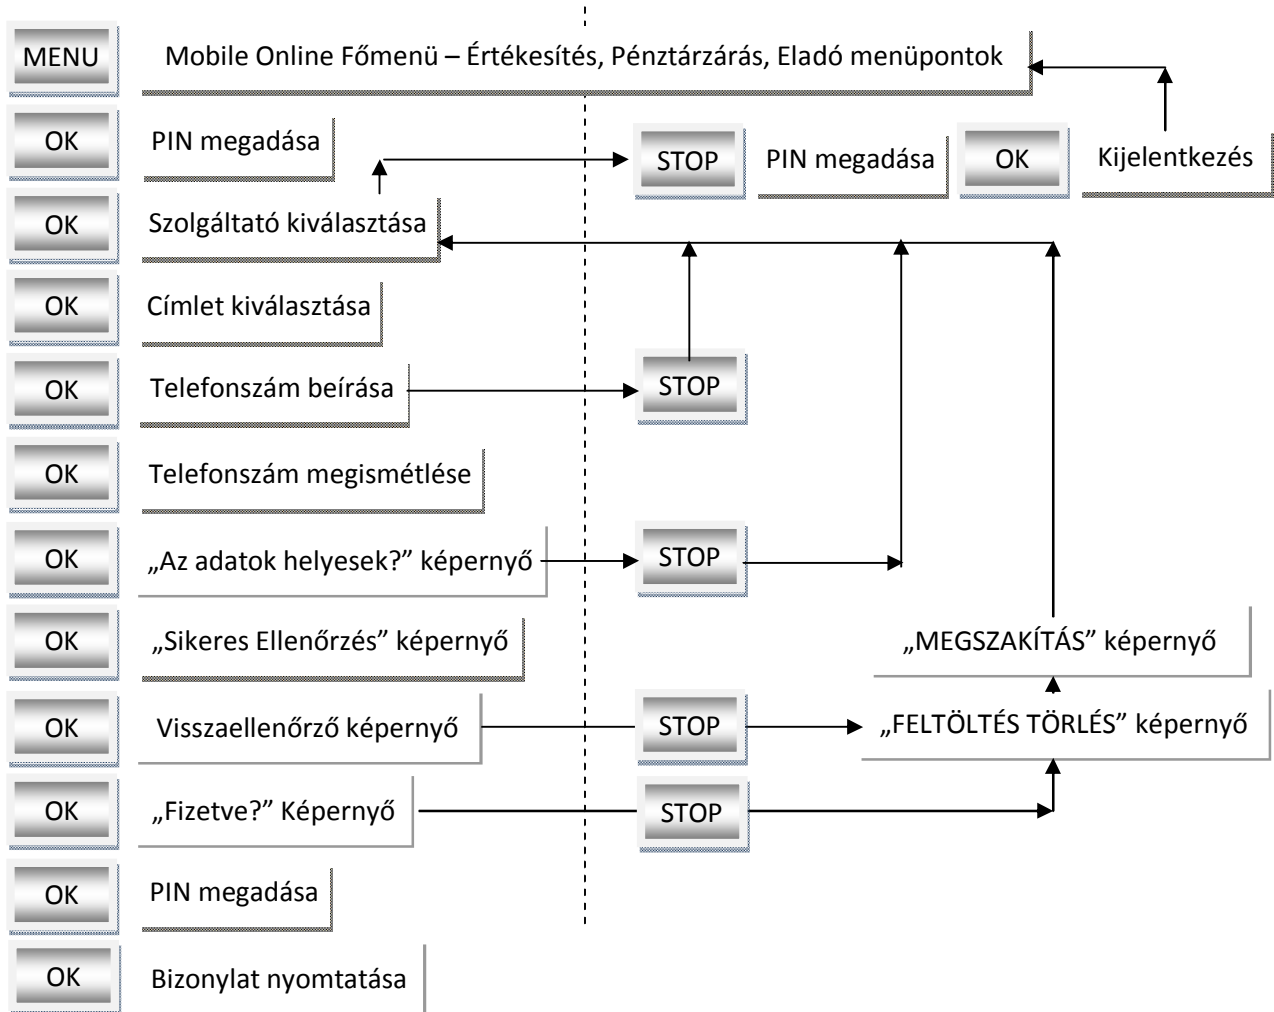 MENU Mobile Online Főmenü – Értékesítés, Pénztárzárás, Eladó menüpontok
OK PIN megadása STOP PIN megadása OK Kijelentkezés
OK Szolgáltató kiválasztása
OK Címlet kiválasztása
OK Telefonszám beírása STOP
OK Telefonszám megismétlése
OK „Az adatok helyesek?” képernyő STOP
OK „Sikeres Ellenőrzés” képernyő „MEGSZAKÍTÁS” képernyő
OK Visszaellenőrző képernyő STOP „FELTÖLTÉS TÖRLÉS” képernyő
OK „Fizetve?” Képernyő STOP
OK PIN megadása
OK Bizonylat nyomtatása